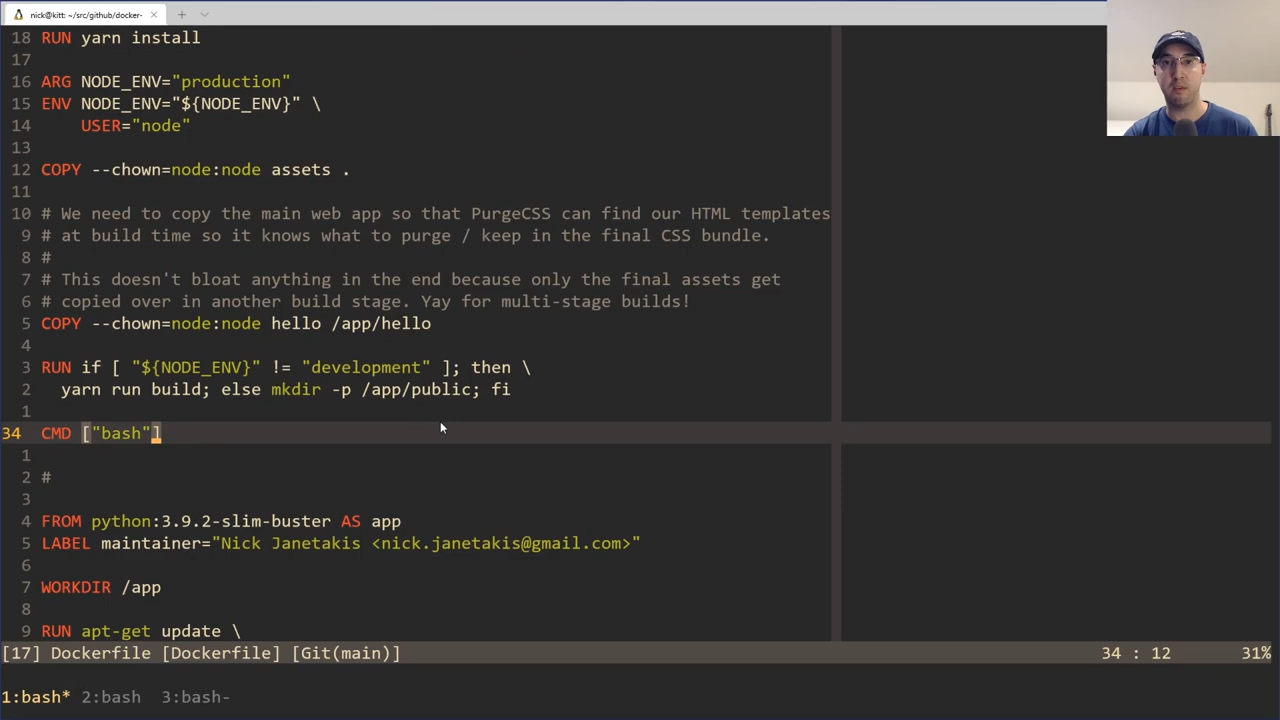 nick@kitt: ~/src/github/docker-
18 RUN yarn install
17
16 ARG NODE_ENV="production"
15 ENV NODE_ENV="${NODE_ENV}" \
14     USER="node"
13
12 COPY --chown=node:node assets .
11
10 # We need to copy the main web app so that PurgeCSS can find our HTML templates
9 # at build time so it knows what to purge / keep in the final CSS bundle.
8 #
7 # This doesn't bloat anything in the end because only the final assets get
6 # copied over in another build stage. Yay for multi-stage builds!
5 COPY --chown=node:node hello /app/hello
4
3 RUN if [ "${NODE_ENV}" != "development" ]; then \
2   yarn run build; else mkdir -p /app/public; fi
1
34 CMD ["bash"]
1
2 #
3
4 FROM python:3.9.2-slim-buster AS app
5 LABEL maintainer="Nick Janetakis <nick.janetakis@gmail.com>"
6
7 WORKDIR /app
8
9 RUN apt-get update \
[17] Dockerfile [Dockerfile] [Git(main)] 34 : 12 31%
1:bash* 2:bash 3:bash-